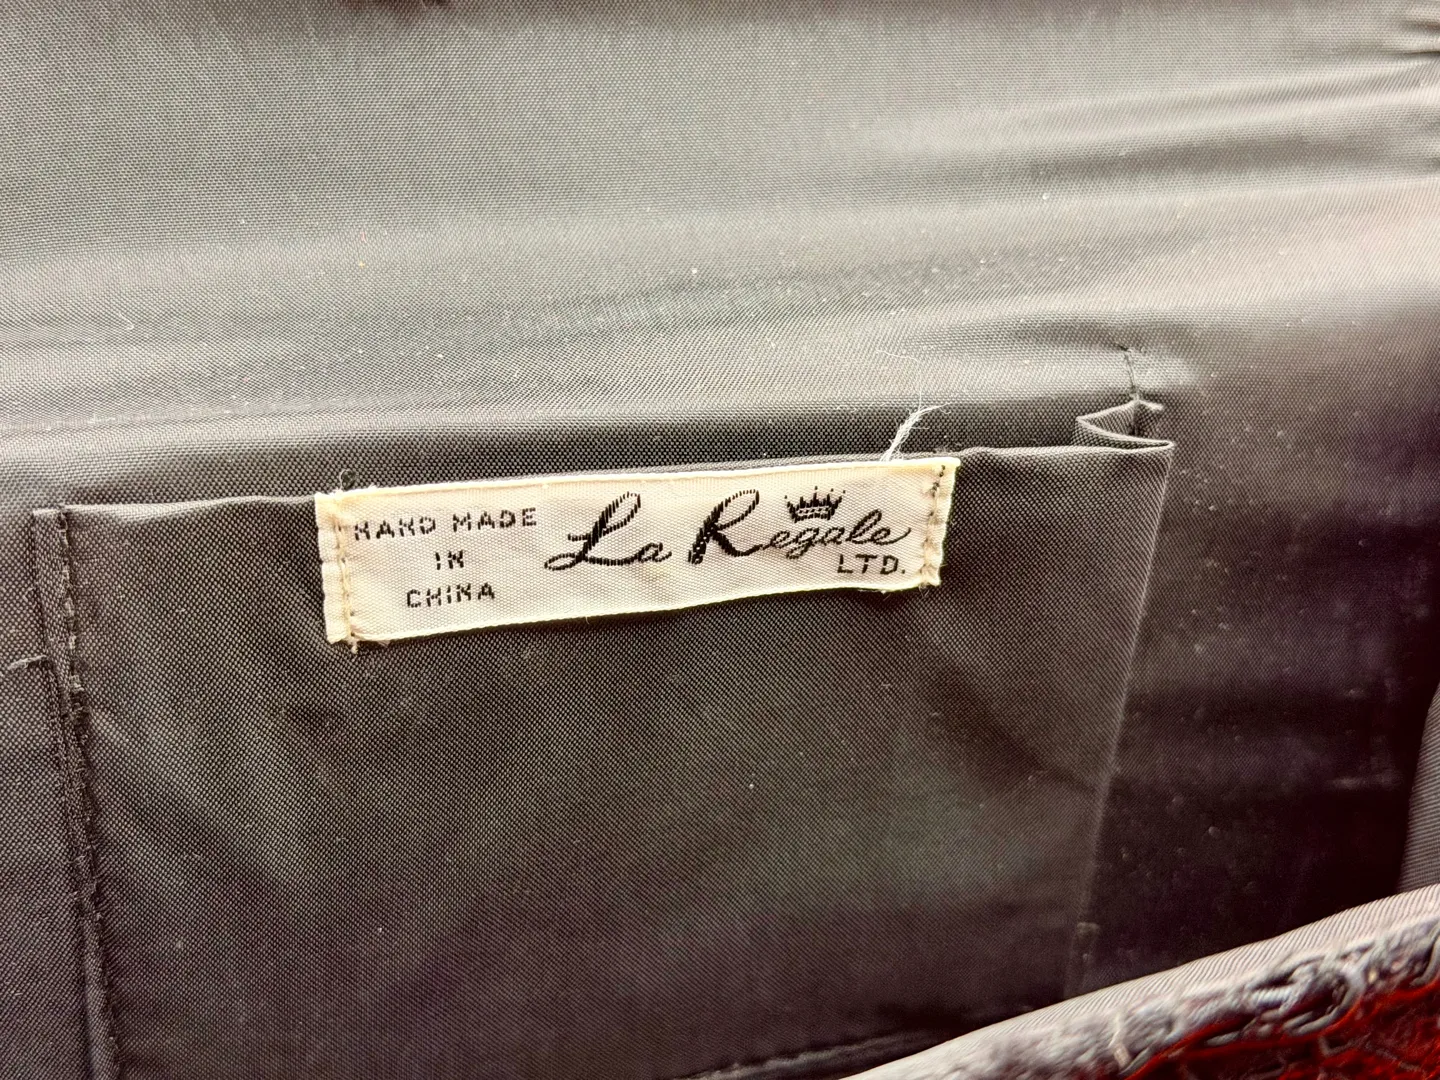 HAND MADE
IN
CHINA
La Regale
LTD.